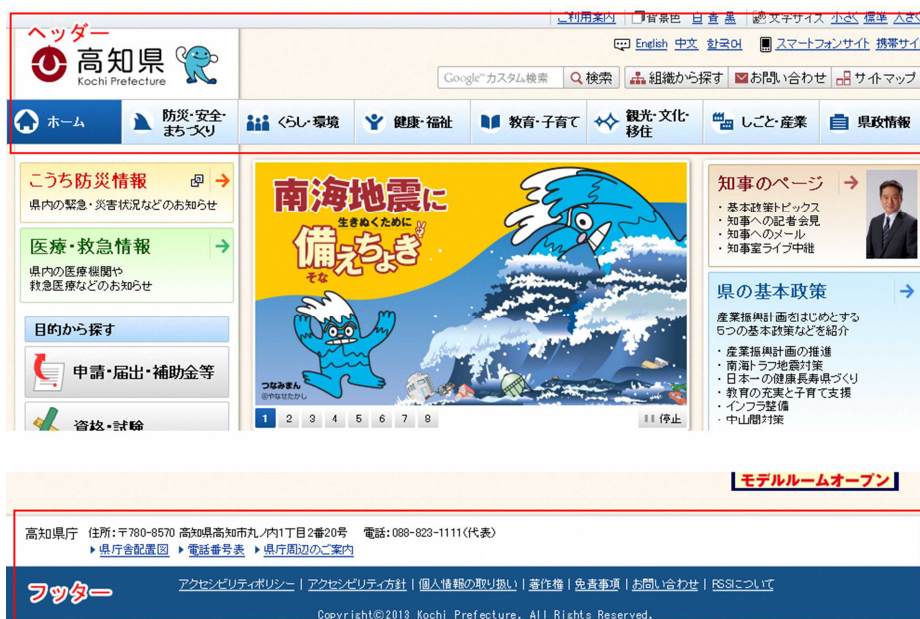 ヘッダー
ご利用案内 背景色 白 青 黒 文字サイズ 小さく 標準
English 中文 한국어 スマートフォンサイト 携帯サイ
高知県
Kochi Prefecture
Google™カスタム検索 検索 組織から探す お問い合わせ サイトマップ
ホーム 防災・安全・まちづくり くらし・環境 健康・福祉 教育・子育て 観光・文化・移住 しごと・産業 県政情報
こうち防災情報
県内の緊急・災害状況などのお知らせ
医療・救急情報
県内の医療機関や
救急医療などのお知らせ
目的から探す
申請・届出・補助金等
資格・試験
南海地震に
生きぬくために
備えちょき
そな
つなみまん
©やなせたかし
1 2 3 4 5 6 7 8 停止
知事のページ
・基本政策トピックス
・知事への記者会見
・知事へのメール
・知事室ライブ中継
県の基本政策
産業振興計画をはじめとする
5つの基本政策などを紹介
・産業振興計画の推進
・南海トラフ地震対策
・日本一の健康長寿県づくり
・教育の充実と子育て支援
・インフラ整備
・中山間対策
モデルルームオープン
高知県庁 住所:〒780-8570 高知県高知市丸ノ内1丁目2番20号 電話:088-823-1111(代表)
県庁舎配置図 電話番号表 県庁周辺のご案内
フッター
アクセシビリティポリシー | アクセシビリティ方針 | 個人情報の取り扱い | 著作権 | 免責事項 | お問い合わせ | RSSについて
Copyright©2013 Kochi Prefecture. All Rights Reserved.